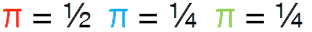 π = ½ π = ¼ π = ¼